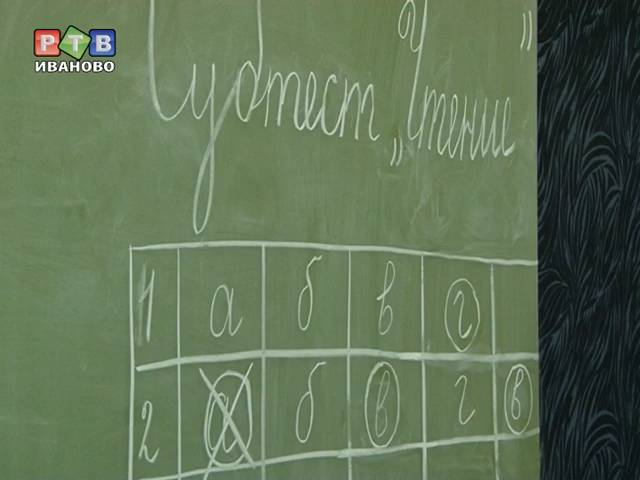 РТВ
ИВАНОВО
Субтест „Чтение”
1 а б в г
2 а б в г в